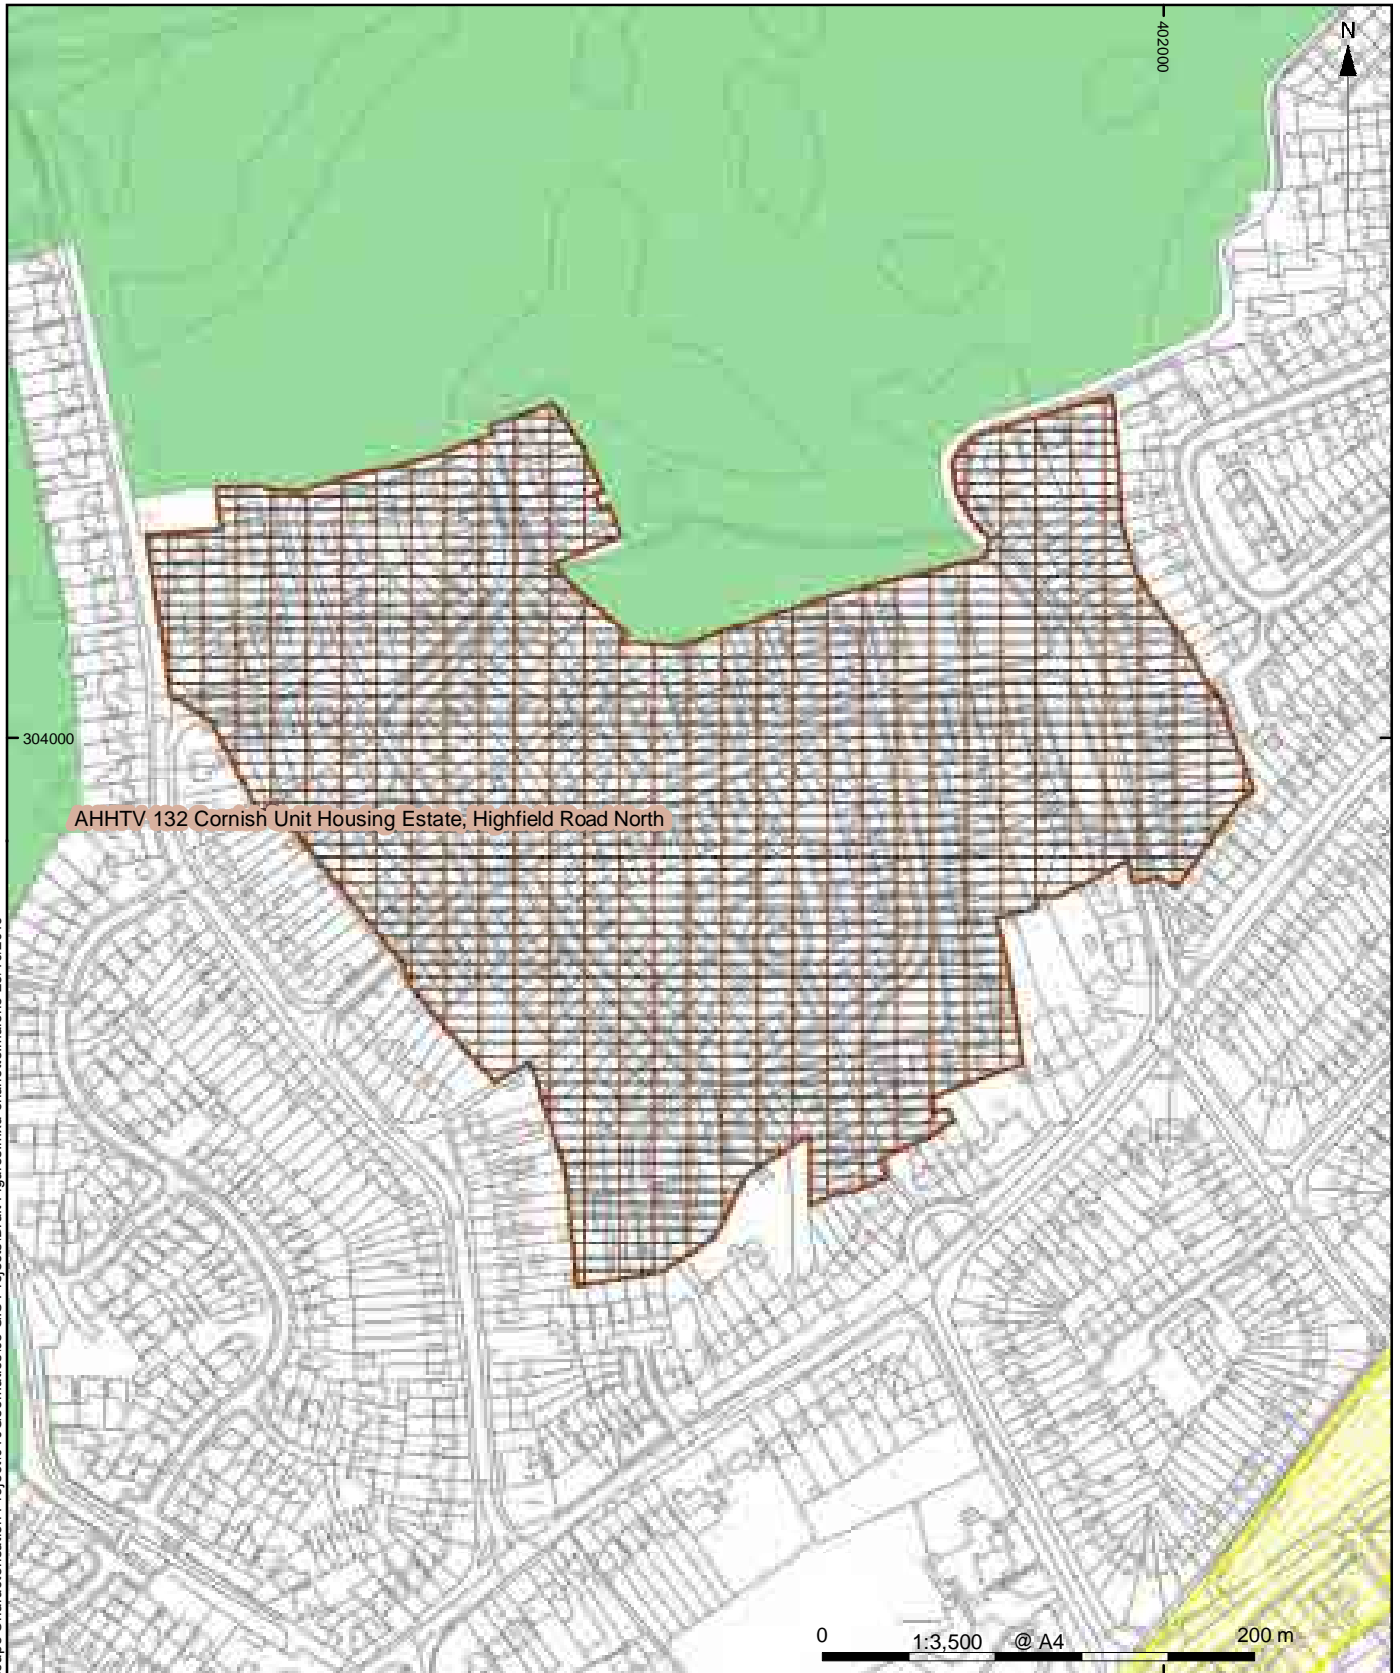 402000
N
304000
AHHTV 132 Cornish Unit Housing Estate, Highfield Road North
0 1:3,500 @ A4 200 m